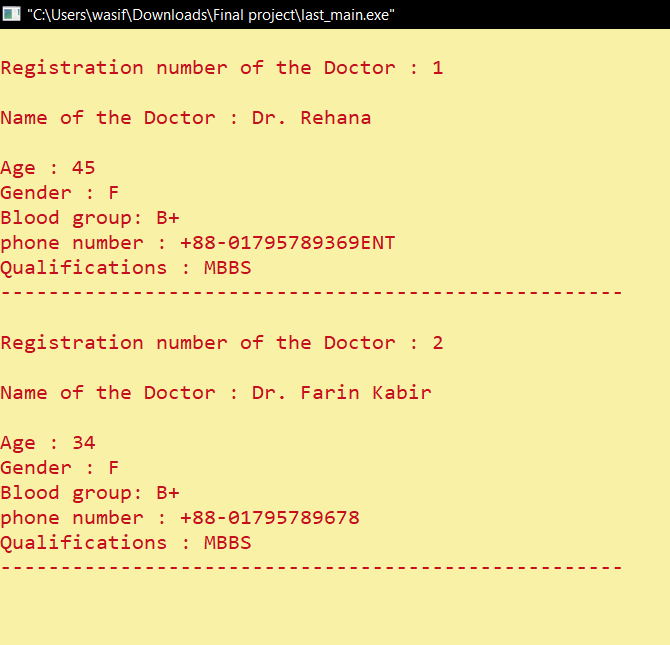 "C:\Users\wasif\Downloads\Final project\last_main.exe"
Registration number of the Doctor : 1
Name of the Doctor : Dr. Rehana
Age : 45
Gender : F
Blood group: B+
phone number : +88-01795789369ENT
Qualifications : MBBS
----------------------------------------------------
Registration number of the Doctor : 2
Name of the Doctor : Dr. Farin Kabir
Age : 34
Gender : F
Blood group: B+
phone number : +88-01795789678
Qualifications : MBBS
----------------------------------------------------